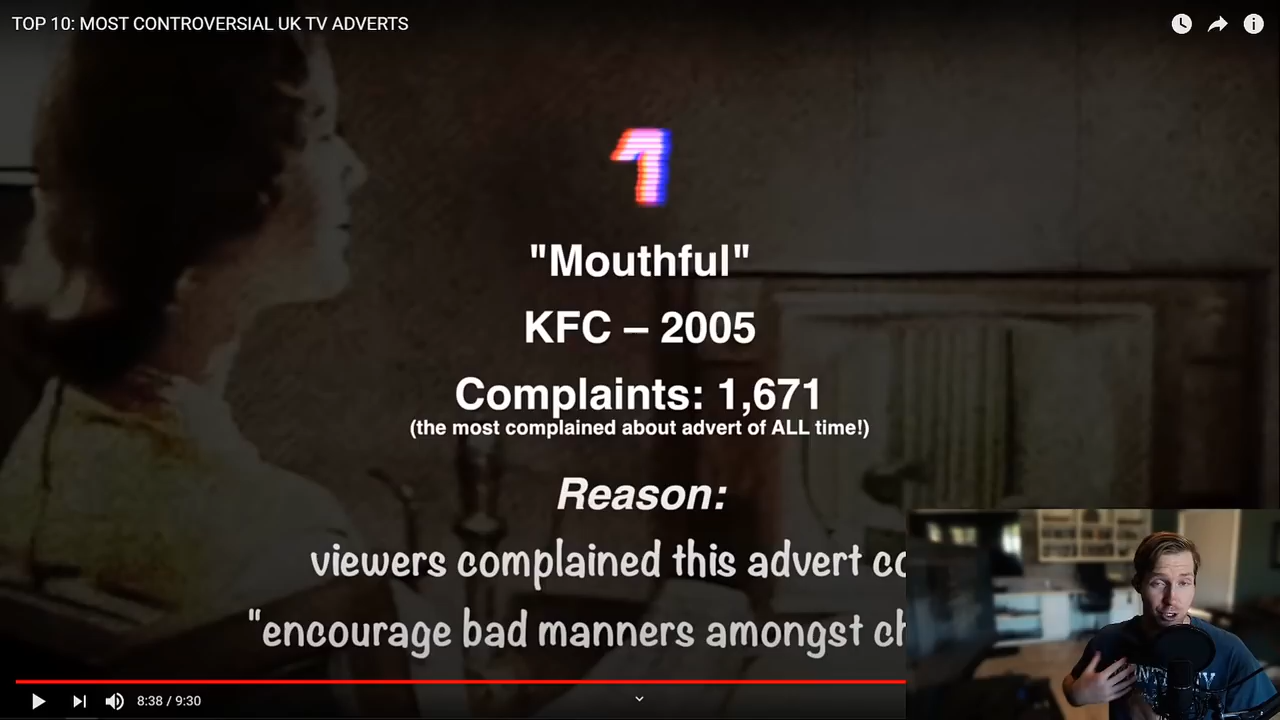 TOP 10: MOST CONTROVERSIAL UK TV ADVERTS
1
"Mouthful"
KFC – 2005
Complaints: 1,671
(the most complained about advert of ALL time!)
Reason:
viewers complained this advert co
"encourage bad manners amongst ch
8:38 / 9:30